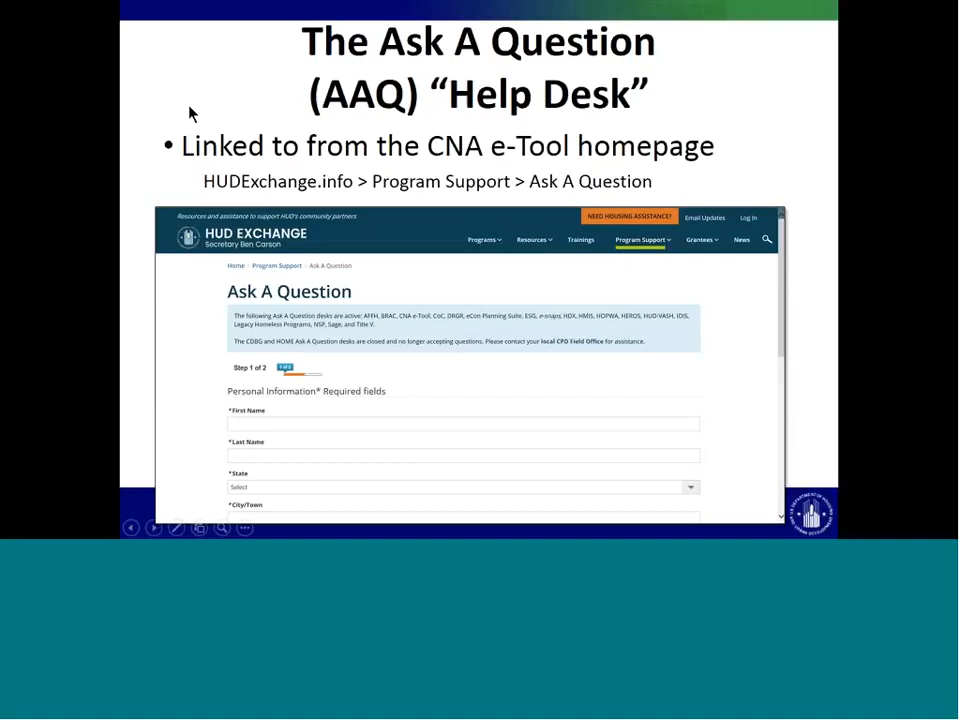 The Ask A Question
(AAQ) “Help Desk”
• Linked to from the CNA e-Tool homepage
HUDExchange.info > Program Support > Ask A Question
Resources and assistance to support HUD's community partners
NEED HOUSING ASSISTANCE?
Email Updates
Log In
HUD EXCHANGE
Secretary Ben Carson
Programs
Resources
Trainings
Program Support
Grantees
News
Home > Program Support > Ask A Question
Ask A Question
The following Ask A Question desks are active: AFFH, BRAC, CNA e-Tool, CoC, DRGR, eCon Planning Suite, ESG, e-snaps, HDX, HMIS, HOPWA, HEROS, HUD-VASH, IDIS,
Legacy Homeless Programs, NSP, Sage, and Title V.
The CDBG and HOME Ask A Question desks are closed and no longer accepting questions. Please contact your local CPD Field Office for assistance.
Step 1 of 2
1 of 2
Personal Information* Required fields
*First Name
*Last Name
*State
Select
*City/Town